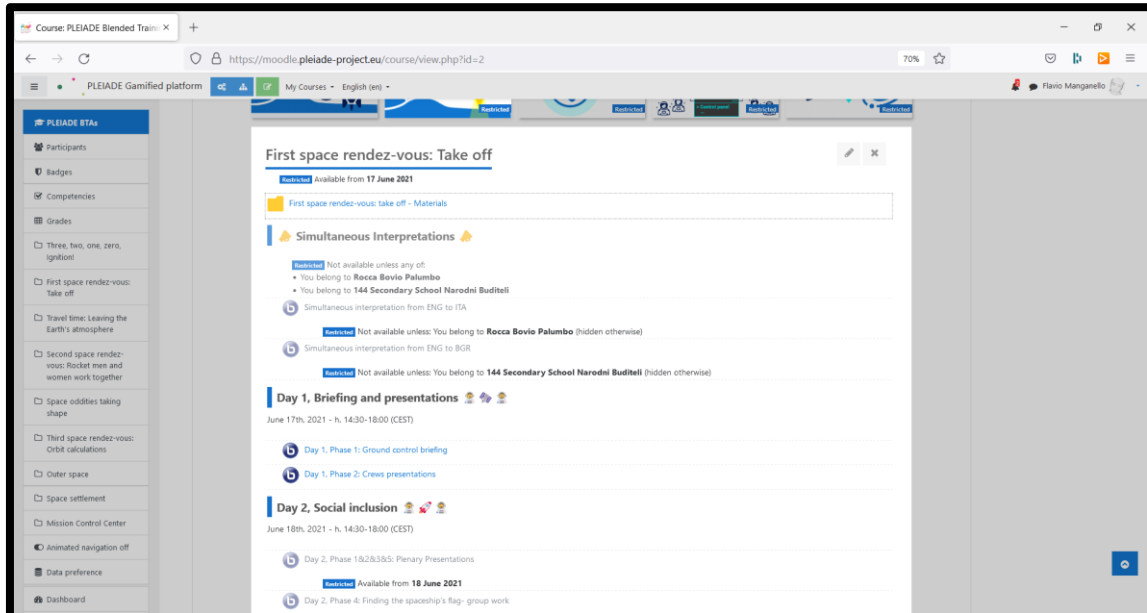 Course: PLEIADE Blended Traini
https://moodle.pleiade-project.eu/course/view.php?id=2
70%
PLEIADE Gamified platform
My Courses
English (en)
Flavio Manganello
PLEIADE BTAs
Participants
Badges
Competencies
Grades
Three, two, one, zero,
Ignition!
First space rendez-vous:
Take off
Travel time: Leaving the
Earth's atmosphere
Second space rendez-
vous: Rocket men and
women work together
Space oddities taking
shape
Third space rendez-vous:
Orbit calculations
Outer space
Space settlement
Mission Control Center
Animated navigation off
Data preference
Dashboard
Restricted
Restricted
Control panel
Restricted
Restricted
First space rendez-vous: Take off
Restricted Available from 17 June 2021
First space rendez-vous: take off - Materials
Simultaneous Interpretations
Restricted Not available unless any of:
• You belong to Rocca Bovio Palumbo
• You belong to 144 Secondary School Narodni Buditeli
Simultaneous interpretation from ENG to ITA
Restricted Not available unless: You belong to Rocca Bovio Palumbo (hidden otherwise)
Simultaneous interpretation from ENG to BGR
Restricted Not available unless: You belong to 144 Secondary School Narodni Buditeli (hidden otherwise)
Day 1, Briefing and presentations
June 17th, 2021 - h. 14:30-18:00 (CEST)
Day 1, Phase 1: Ground control briefing
Day 1, Phase 2: Crews presentations
Day 2, Social inclusion
June 18th, 2021 - h. 14:30-18:00 (CEST)
Day 2, Phase 1&2&3&5: Plenary Presentations
Restricted Available from 18 June 2021
Day 2, Phase 4: Finding the spaceship's flag- group work